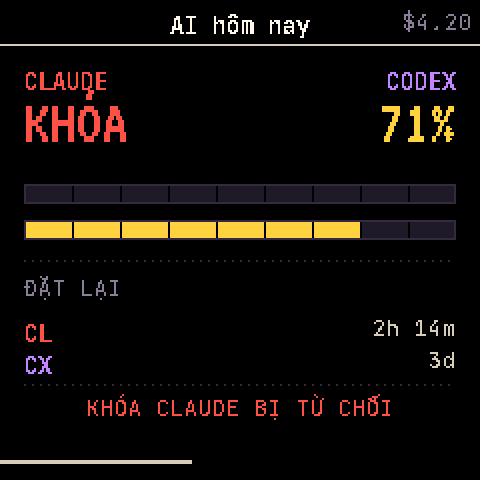 AI hôm nay $4.20
CLAUDE CODEX
KHÓA 71%
ĐẶT LẠI
CL 2h 14m
CX 3d
KHÓA CLAUDE BỊ TỪ CHỐI